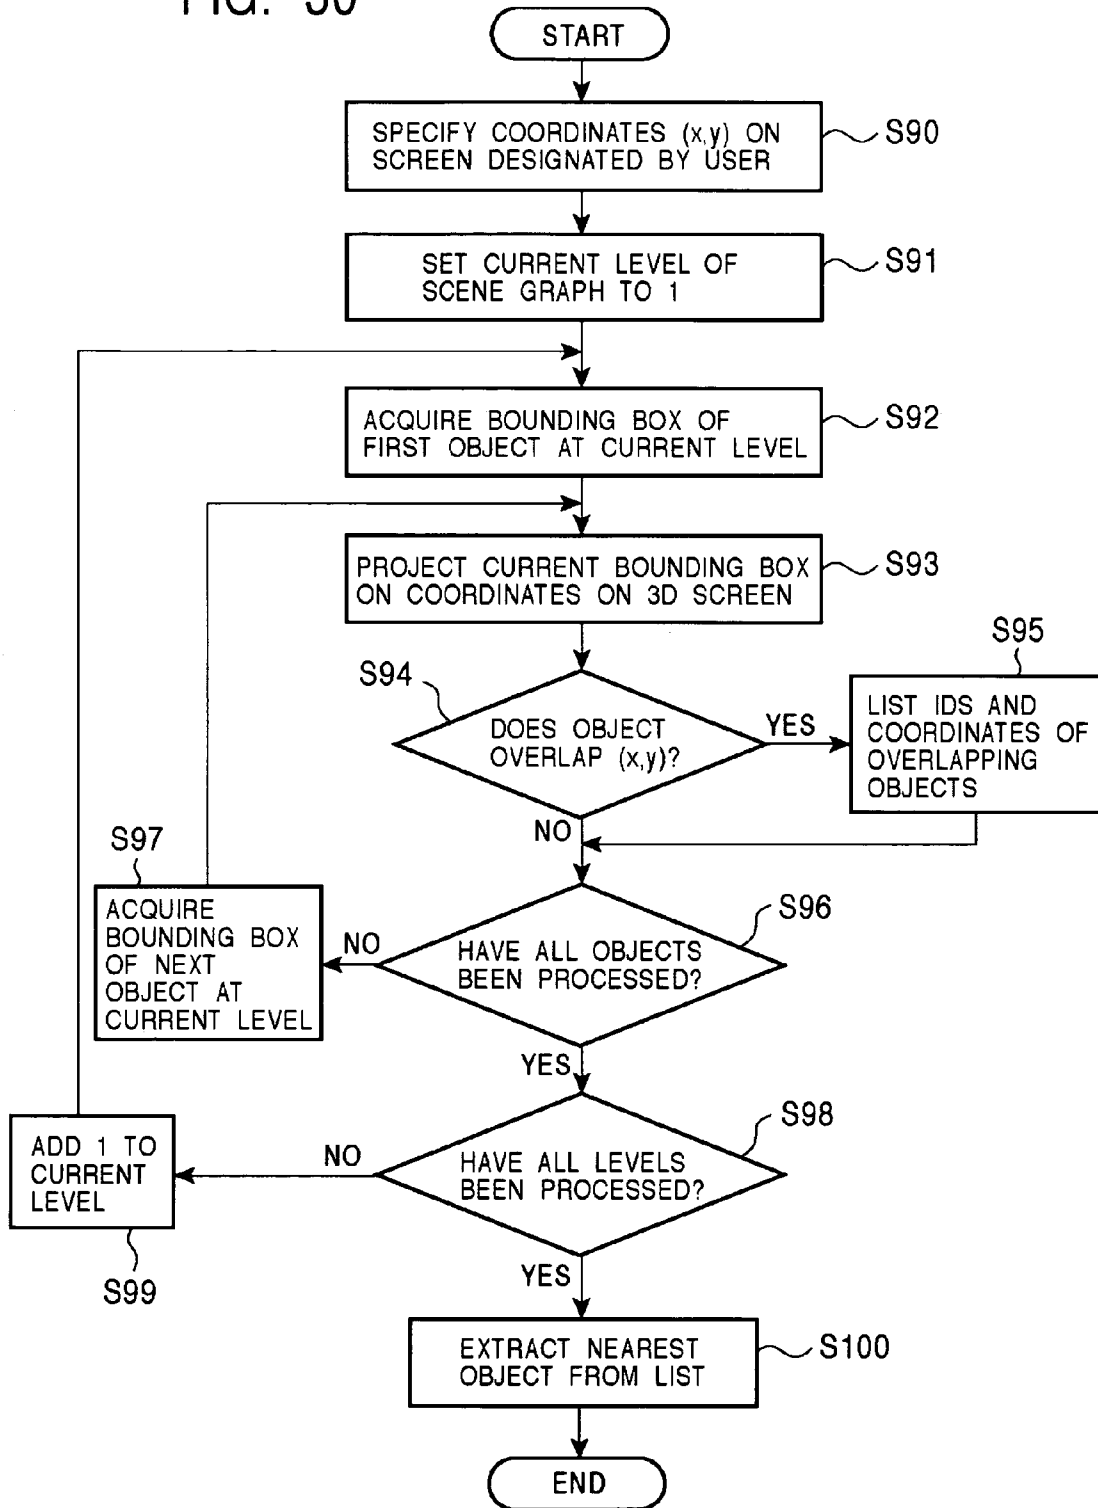 FIG. 30
START
SPECIFY COORDINATES (x,y) ON
SCREEN DESIGNATED BY USER
S90
SET CURRENT LEVEL OF
SCENE GRAPH TO 1
S91
ACQUIRE BOUNDING BOX OF
FIRST OBJECT AT CURRENT LEVEL
S92
PROJECT CURRENT BOUNDING BOX
ON COORDINATES ON 3D SCREEN
S93
S94
DOES OBJECT
OVERLAP (x,y)?
YES
S95
LIST IDS AND
COORDINATES OF
OVERLAPPING
OBJECTS
NO
S97
ACQUIRE
BOUNDING BOX
OF NEXT
OBJECT AT
CURRENT LEVEL
NO
HAVE ALL OBJECTS
BEEN PROCESSED?
S96
YES
ADD 1 TO
CURRENT
LEVEL
S99
NO
HAVE ALL LEVELS
BEEN PROCESSED?
S98
YES
EXTRACT NEAREST
OBJECT FROM LIST
S100
END